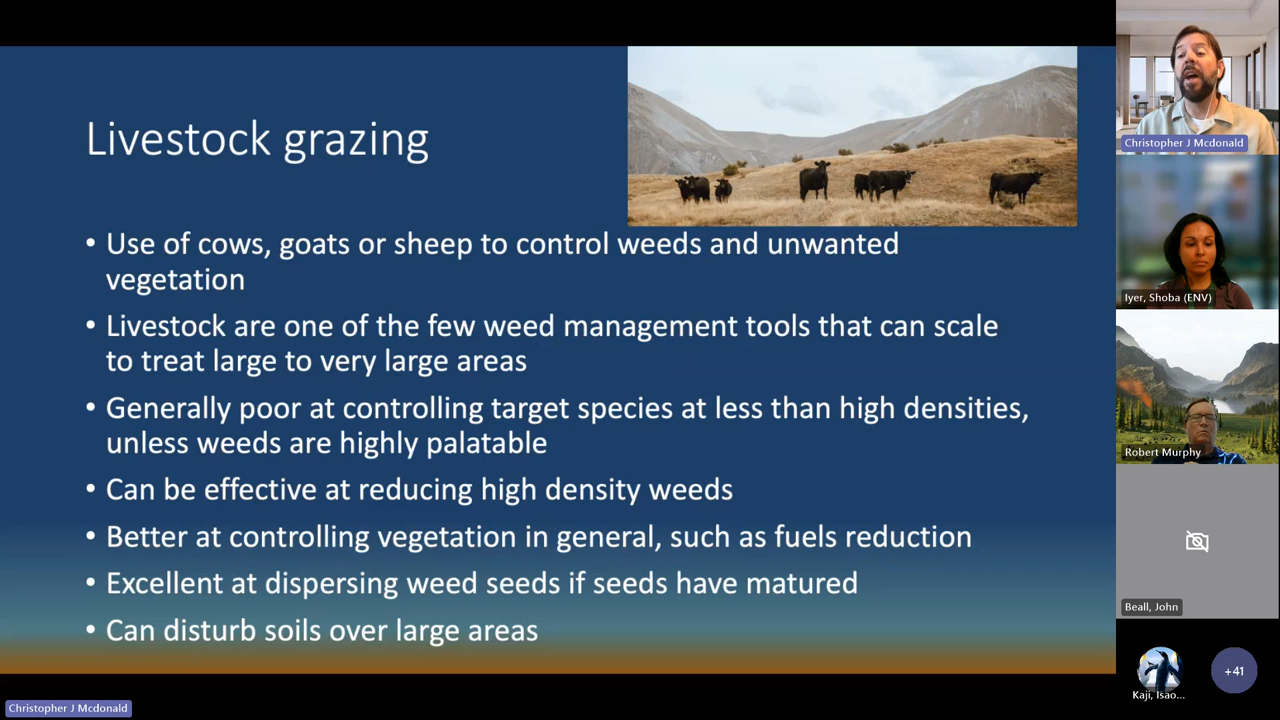 Livestock grazing
• Use of cows, goats or sheep to control weeds and unwanted
vegetation
• Livestock are one of the few weed management tools that can scale
to treat large to very large areas
• Generally poor at controlling target species at less than high densities,
unless weeds are highly palatable
• Can be effective at reducing high density weeds
• Better at controlling vegetation in general, such as fuels reduction
• Excellent at dispersing weed seeds if seeds have matured
• Can disturb soils over large areas
Christopher J Mcdonald
Christopher J Mcdonald
Iyer, Shoba (ENV)
Robert Murphy
Beall, John
Kaji, Isao...
+41